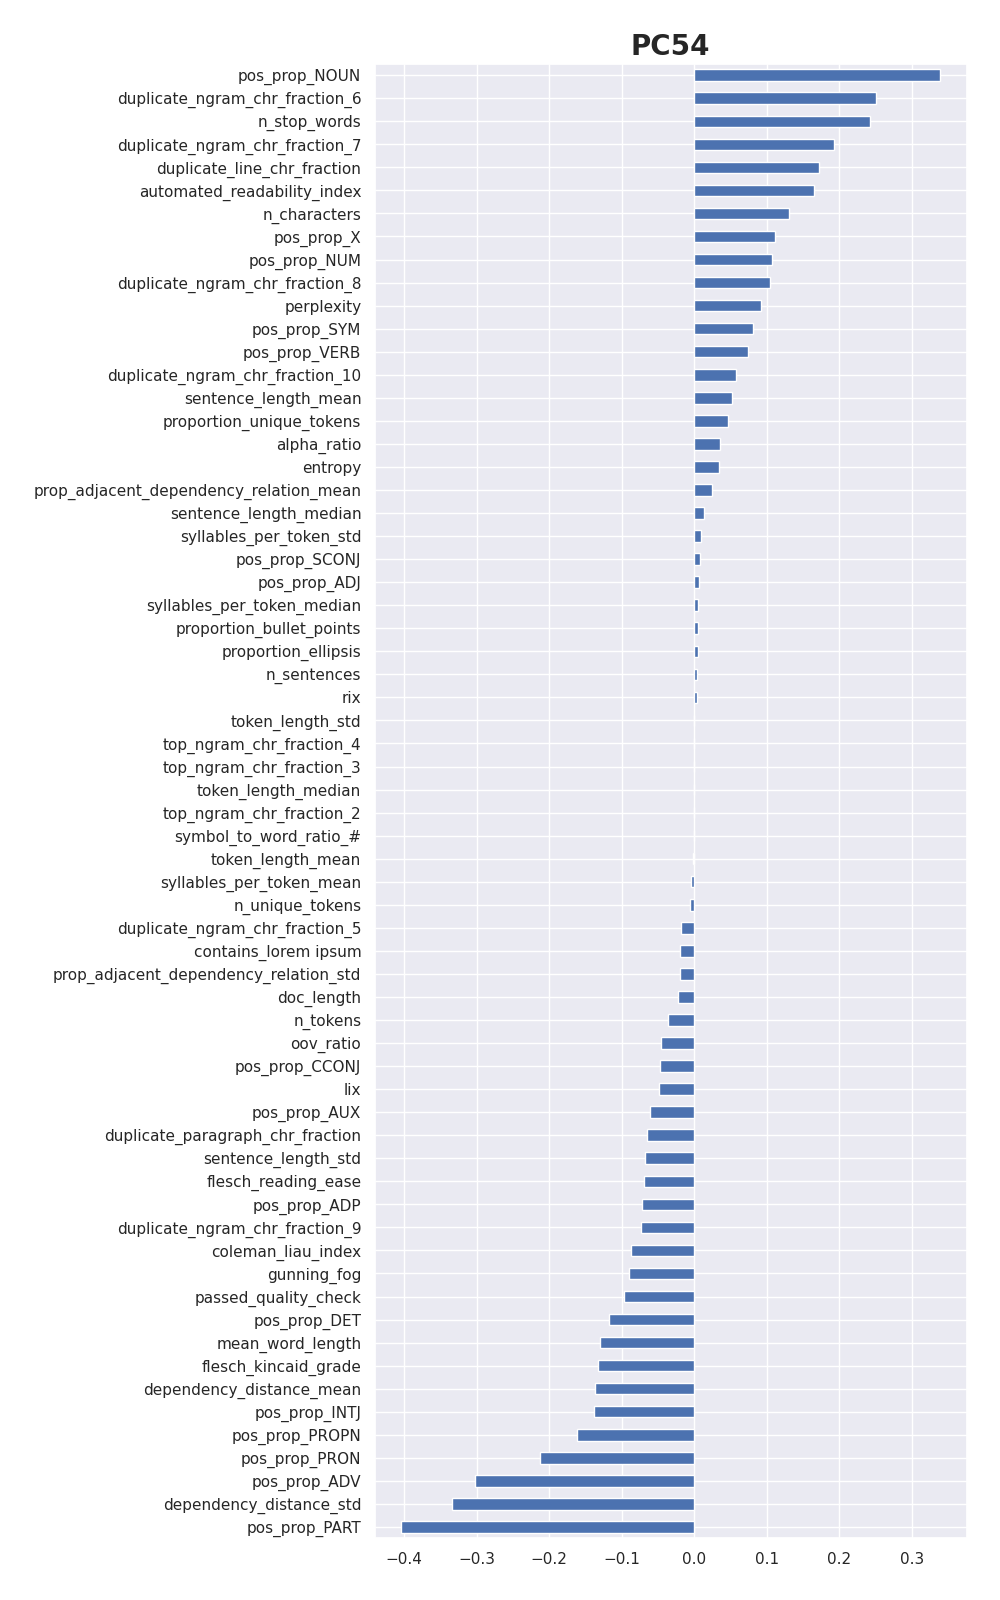 PC54
pos_prop_NOUN
duplicate_ngram_chr_fraction_6
n_stop_words
duplicate_ngram_chr_fraction_7
duplicate_line_chr_fraction
automated_readability_index
n_characters
pos_prop_X
pos_prop_NUM
duplicate_ngram_chr_fraction_8
perplexity
pos_prop_SYM
pos_prop_VERB
duplicate_ngram_chr_fraction_10
sentence_length_mean
proportion_unique_tokens
alpha_ratio
entropy
prop_adjacent_dependency_relation_mean
sentence_length_median
syllables_per_token_std
pos_prop_SCONJ
pos_prop_ADJ
syllables_per_token_median
proportion_bullet_points
proportion_ellipsis
n_sentences
rix
token_length_std
top_ngram_chr_fraction_4
top_ngram_chr_fraction_3
token_length_median
top_ngram_chr_fraction_2
symbol_to_word_ratio_#
token_length_mean
syllables_per_token_mean
n_unique_tokens
duplicate_ngram_chr_fraction_5
contains_lorem ipsum
prop_adjacent_dependency_relation_std
doc_length
n_tokens
oov_ratio
pos_prop_CCONJ
lix
pos_prop_AUX
duplicate_paragraph_chr_fraction
sentence_length_std
flesch_reading_ease
pos_prop_ADP
duplicate_ngram_chr_fraction_9
coleman_liau_index
gunning_fog
passed_quality_check
pos_prop_DET
mean_word_length
flesch_kincaid_grade
dependency_distance_mean
pos_prop_INTJ
pos_prop_PROPN
pos_prop_PRON
pos_prop_ADV
dependency_distance_std
pos_prop_PART
−0.4 −0.3 −0.2 −0.1 0.0 0.1 0.2 0.3